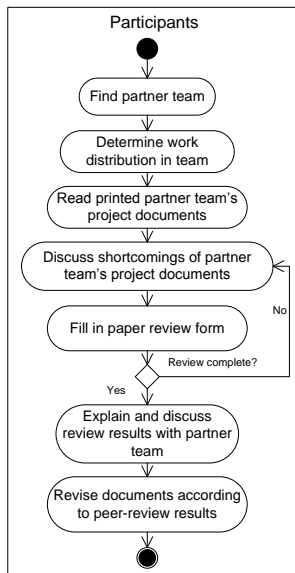 Participants
Find partner team
Determine work
distribution in team
Read printed partner team's
project documents
Discuss shortcomings of partner
team's project documents
No
Fill in paper review form
Review complete?
Yes
Explain and discuss
review results with partner
team
Revise documents according
to peer-review results